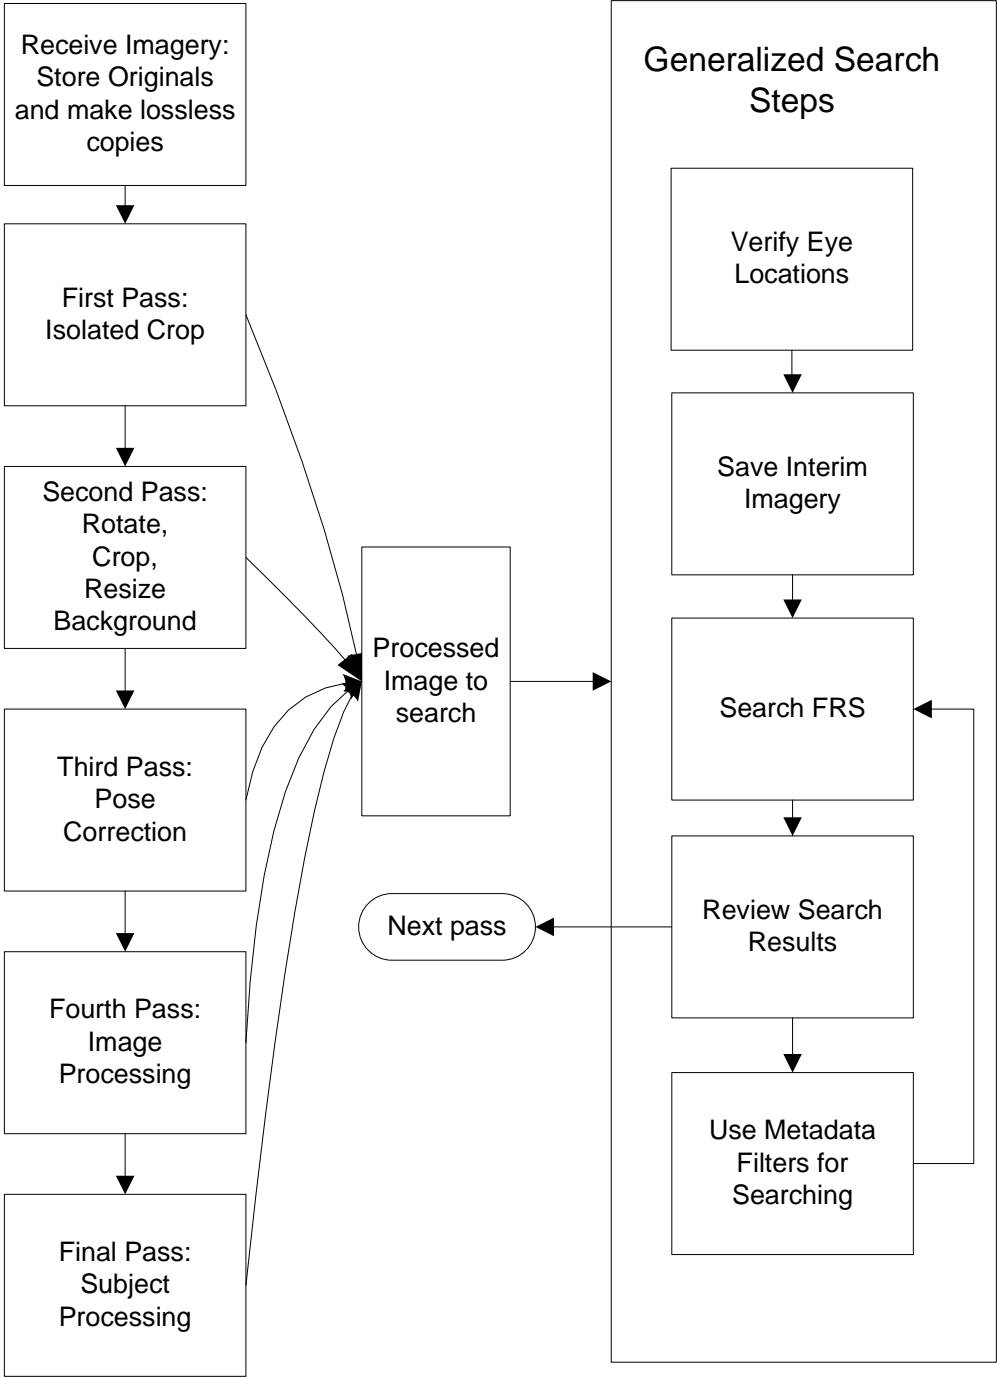 Receive Imagery:
Store Originals
and make lossless
copies
First Pass:
Isolated Crop
Second Pass:
Rotate,
Crop,
Resize
Background
Third Pass:
Pose
Correction
Fourth Pass:
Image
Processing
Final Pass:
Subject
Processing
Processed
Image to
search
Next pass
Generalized Search
Steps
Verify Eye
Locations
Save Interim
Imagery
Search FRS
Review Search
Results
Use Metadata
Filters for
Searching